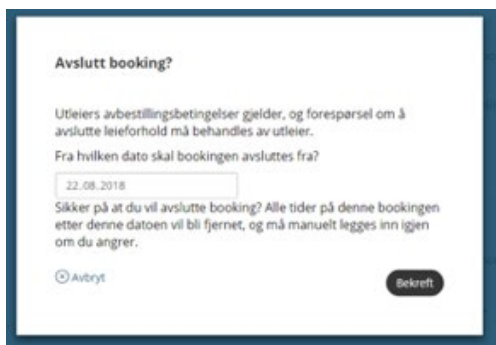 Avslutt booking?
Utleiers avbestillingsbetingelser gjelder, og forespørsel om å
avslutte leieforhold må behandles av utleier.
Fra hvilken dato skal bookingen avsluttes fra?
22.08.2018
Sikker på at du vil avslutte booking? Alle tider på denne bookingen
etter denne datoen vil bli fjernet, og må manuelt legges inn igjen
om du angrer.
Avbryt
Bekreft